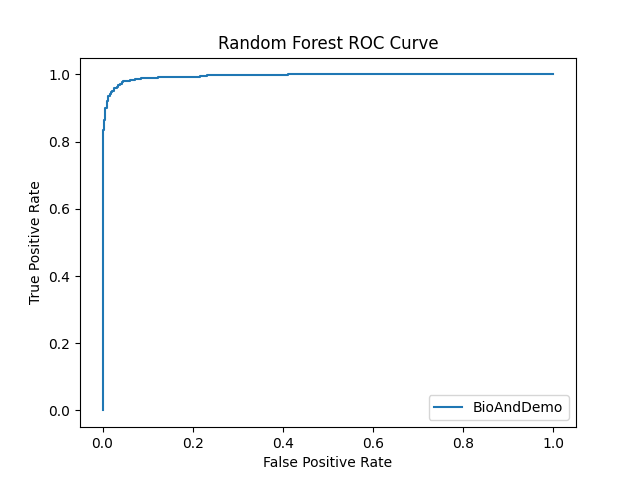 Random Forest ROC Curve
True Positive Rate
1.0
0.8
0.6
0.4
0.2
0.0
BioAndDemo
0.0 0.2 0.4 0.6 0.8 1.0
False Positive Rate